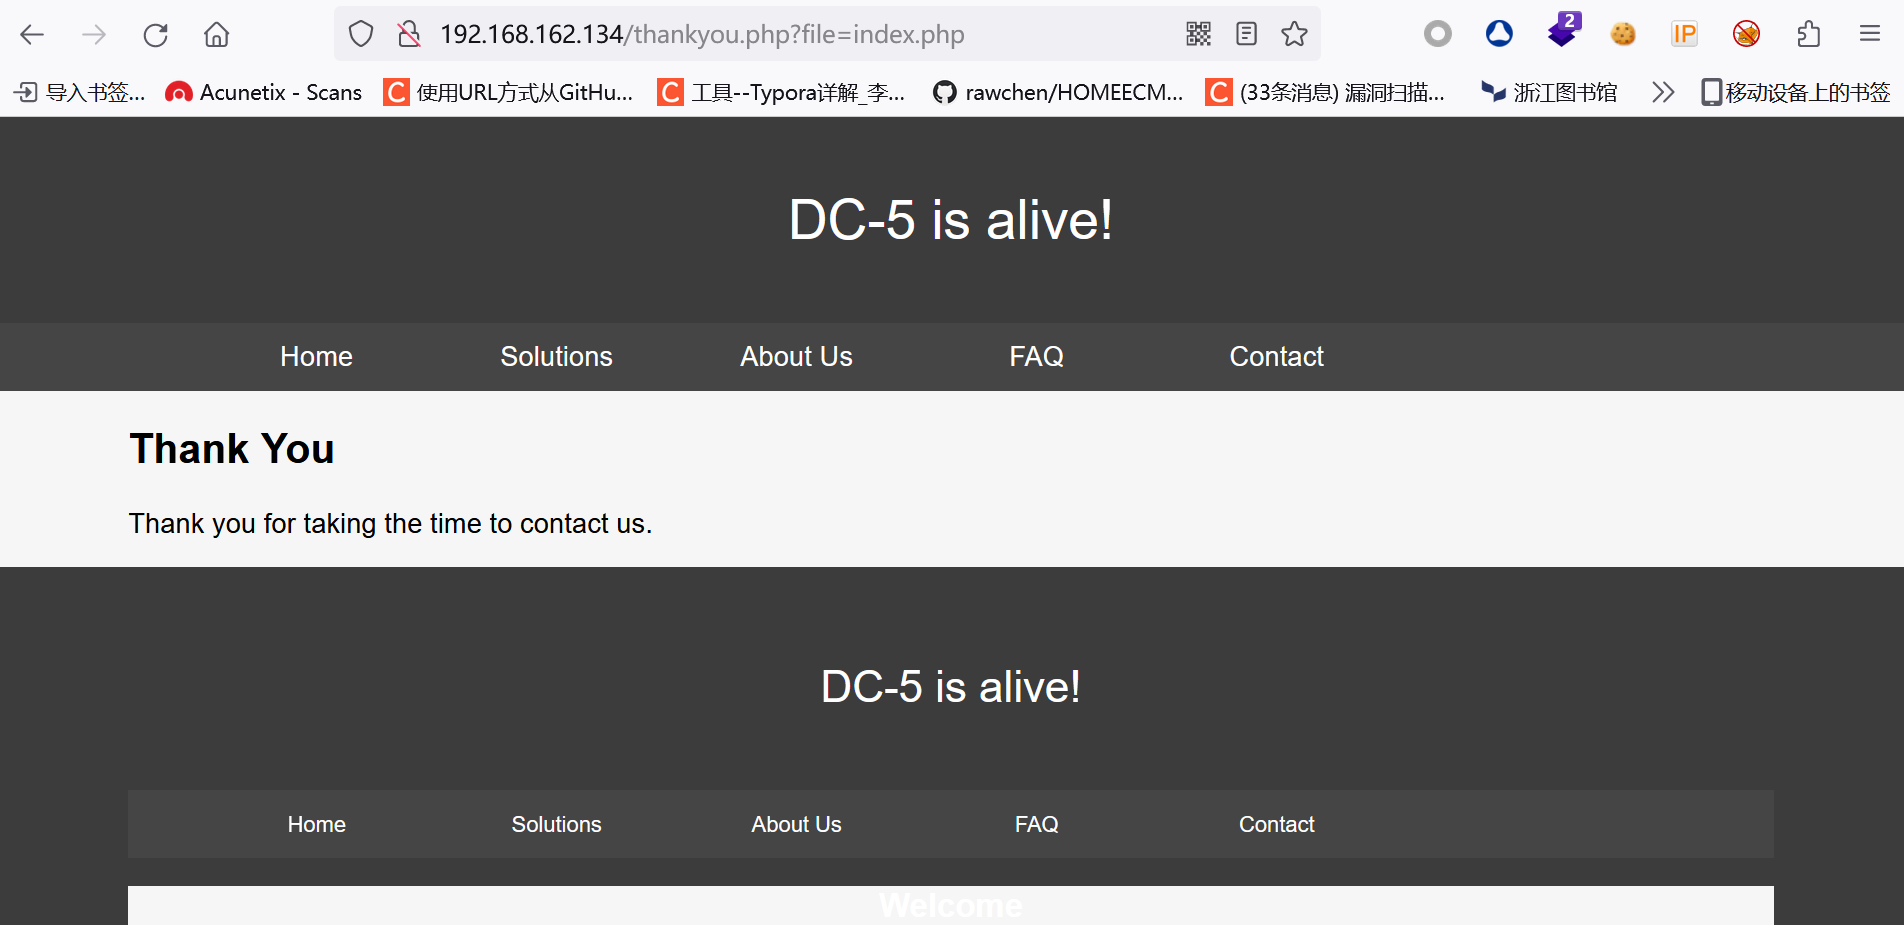 192.168.162.134/thankyou.php?file=index.php
2
IP
导入书签... Acunetix - Scans 使用URL方式从GitHu... 工具--Typora详解_李... rawchen/HOMEECM... (33条消息) 漏洞扫描... 浙江图书馆 移动设备上的书签
DC-5 is alive!
Home Solutions About Us FAQ Contact
Thank You
Thank you for taking the time to contact us.
DC-5 is alive!
Home Solutions About Us FAQ Contact
Welcome